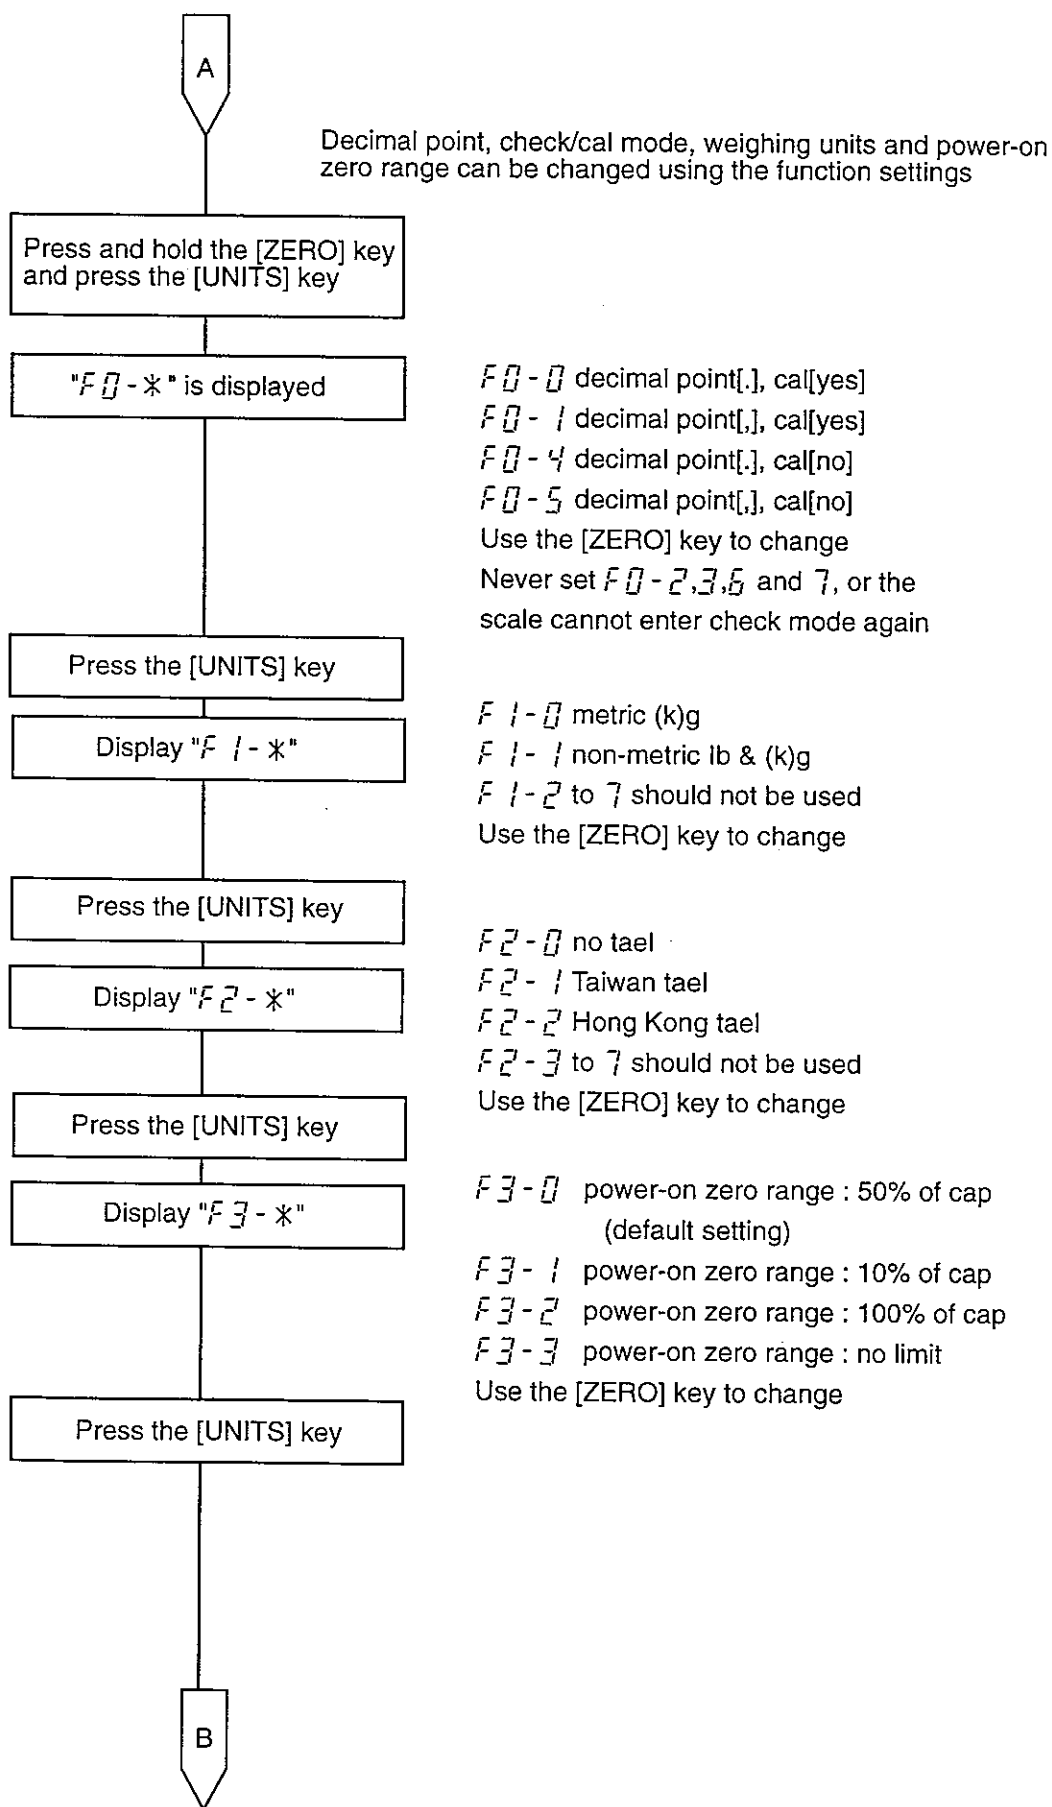 A
Decimal point, check/cal mode, weighing units and power-on
zero range can be changed using the function settings
Press and hold the [ZERO] key
and press the [UNITS] key
"F0-*" is displayed
F0-0 decimal point[.], cal[yes]
F0-1 decimal point[,], cal[yes]
F0-4 decimal point[.], cal[no]
F0-5 decimal point[,], cal[no]
Use the [ZERO] key to change
Never set F0-2,3,6 and 7, or the
scale cannot enter check mode again
Press the [UNITS] key
Display "F1-*"
F1-0 metric (k)g
F1-1 non-metric lb & (k)g
F1-2 to 7 should not be used
Use the [ZERO] key to change
Press the [UNITS] key
Display "F2-*"
F2-0 no tael
F2-1 Taiwan tael
F2-2 Hong Kong tael
F2-3 to 7 should not be used
Use the [ZERO] key to change
Press the [UNITS] key
Display "F3-*"
F3-0 power-on zero range : 50% of cap
(default setting)
F3-1 power-on zero range : 10% of cap
F3-2 power-on zero range : 100% of cap
F3-3 power-on zero range : no limit
Use the [ZERO] key to change
Press the [UNITS] key
B